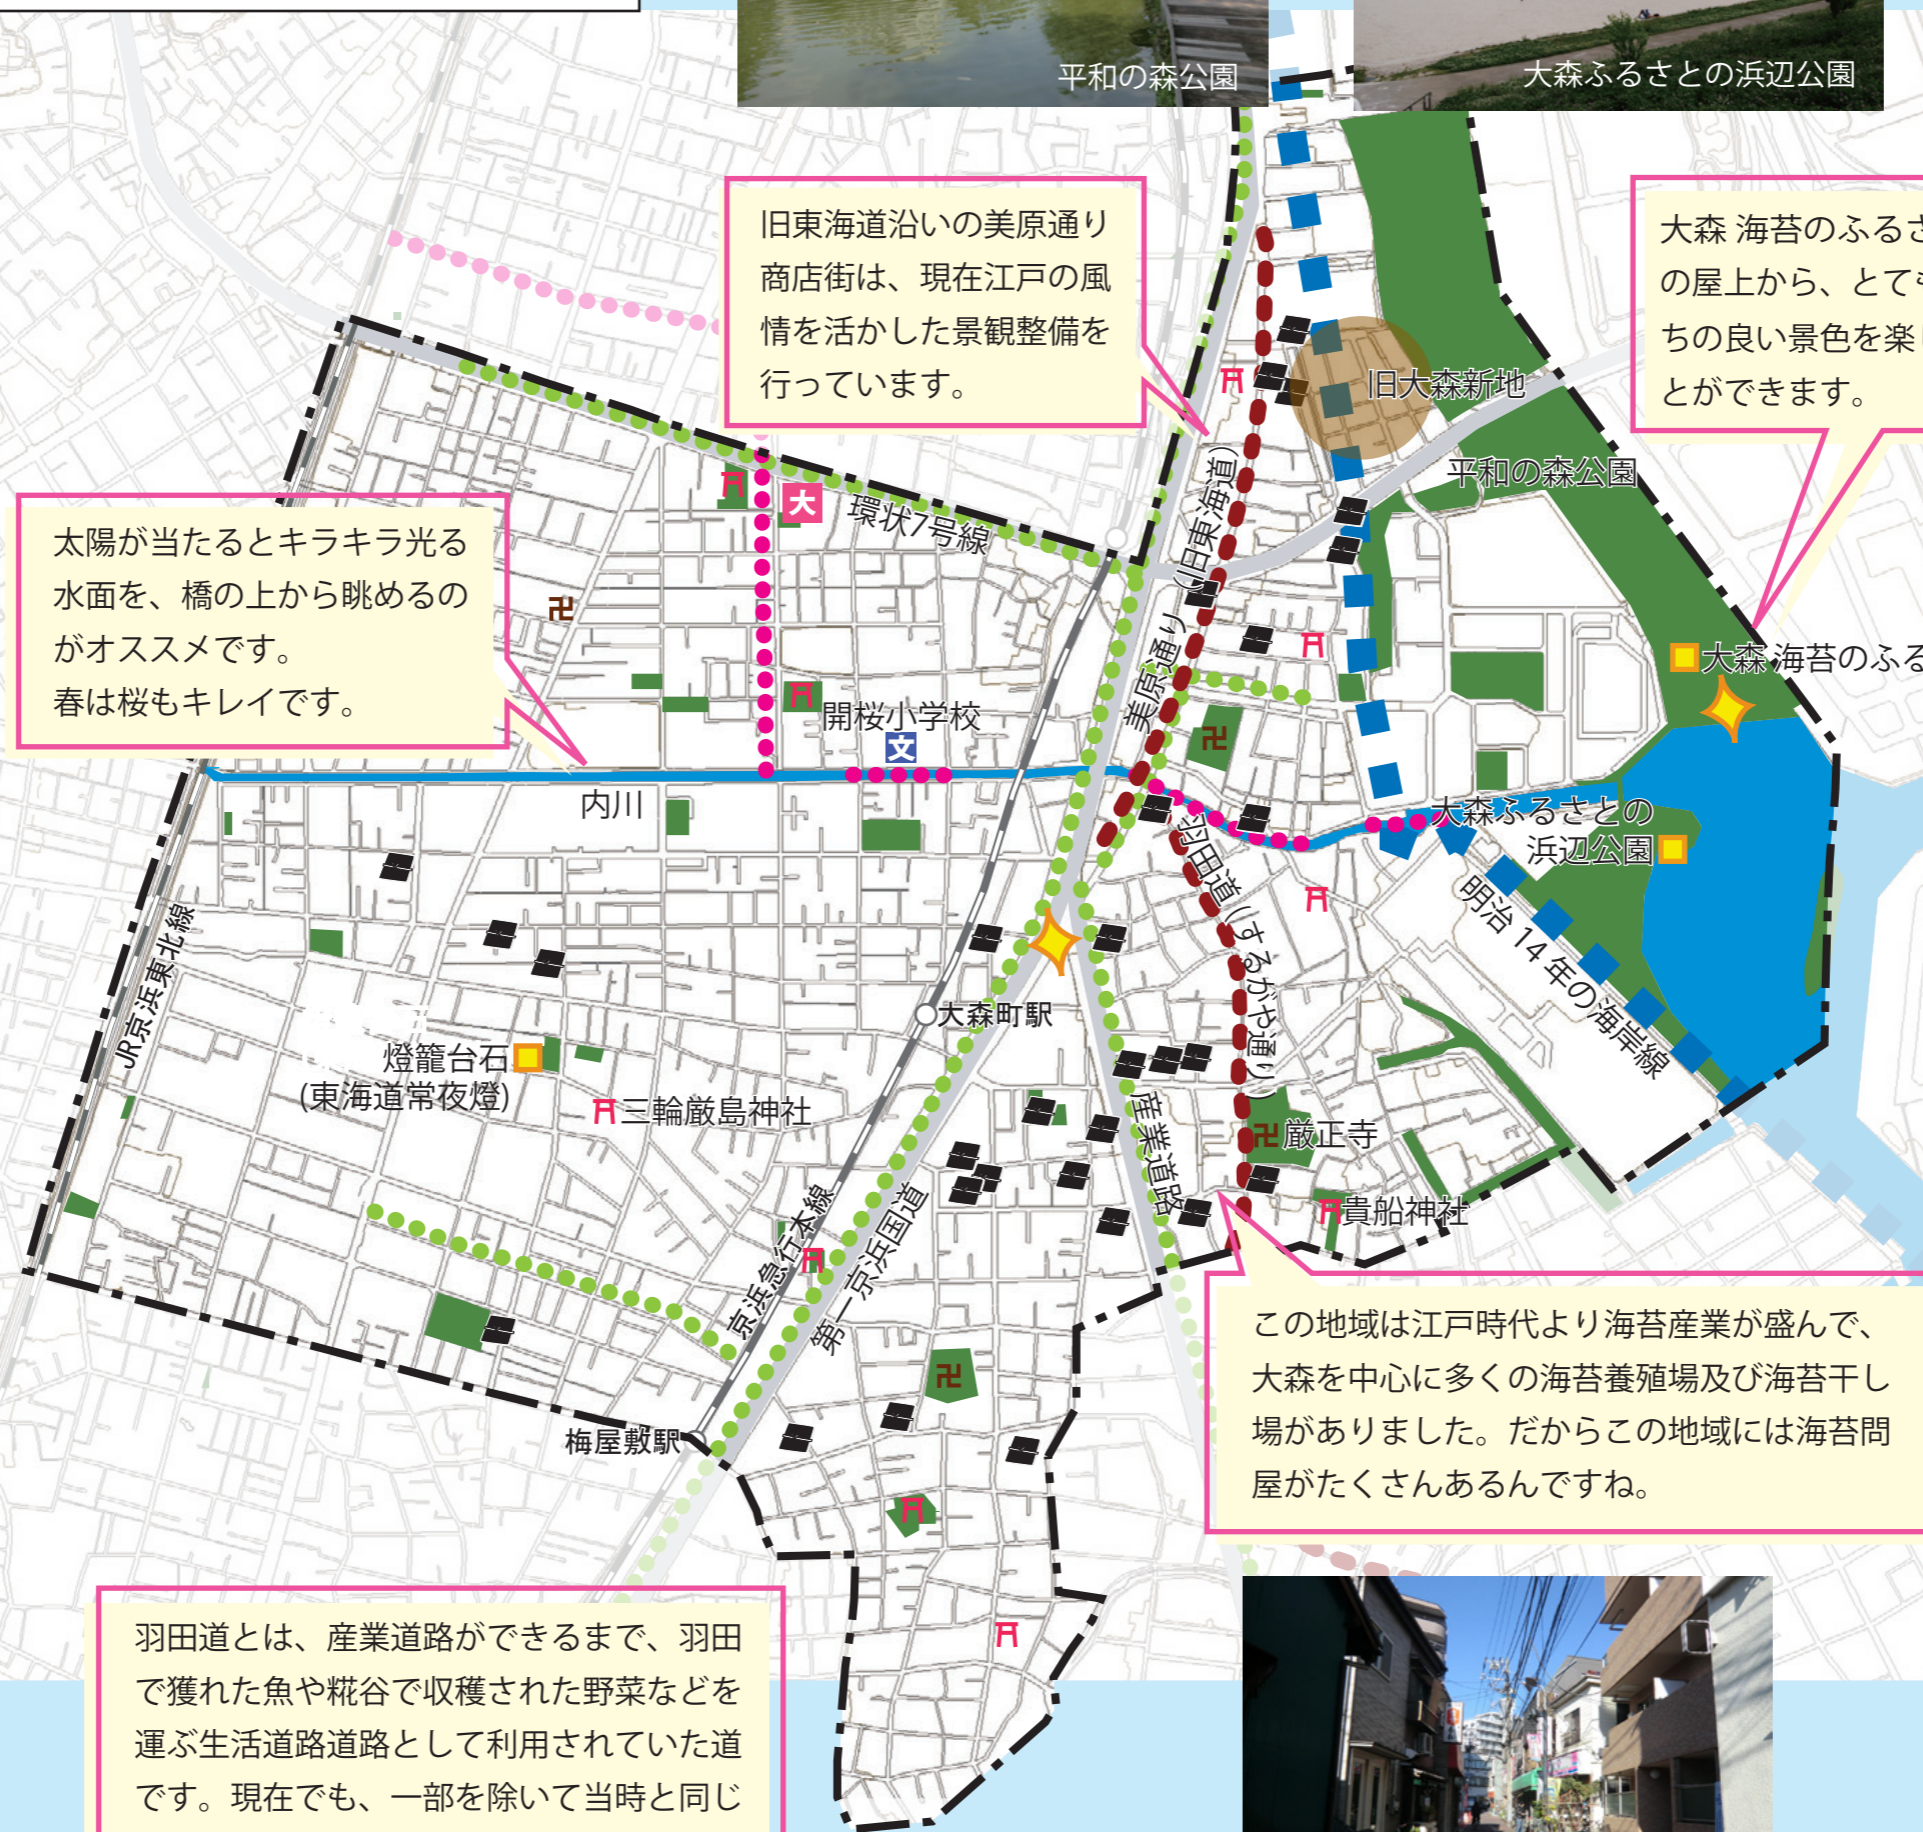 平和の森公園
大森ふるさとの浜辺公園
旧東海道沿いの美原通り
商店街は、現在江戸の風
情を活かした景観整備を
行っています。
大森 海苔のふるさ
の屋上から、とても
ちの良い景色を楽し
とができます。
旧大森新地
平和の森公園
大
環状7号線
太陽が当たるとキラキラ光る
水面を、橋の上から眺めるの
がオススメです。
春は桜もキレイです。
美原通り (旧東海道)
大森 海苔のふる
開桜小学校
文
内川
大森ふるさとの
浜辺公園
羽田道 (するがや通り)
明治 14 年の海岸線
JR京浜東北線
大森町駅
燈籠台石
(東海道常夜燈)
三輪厳島神社
産業道路
厳正寺
貴船神社
京浜急行本線
第一京浜国道
梅屋敷駅
この地域は江戸時代より海苔産業が盛んで、
大森を中心に多くの海苔養殖場及び海苔干し
場がありました。だからこの地域には海苔問
屋がたくさんあるんですね。
羽田道とは、産業道路ができるまで、羽田
で獲れた魚や糀谷で収穫された野菜などを
運ぶ生活道路道路として利用されていた道
です。現在でも、一部を除いて当時と同じ